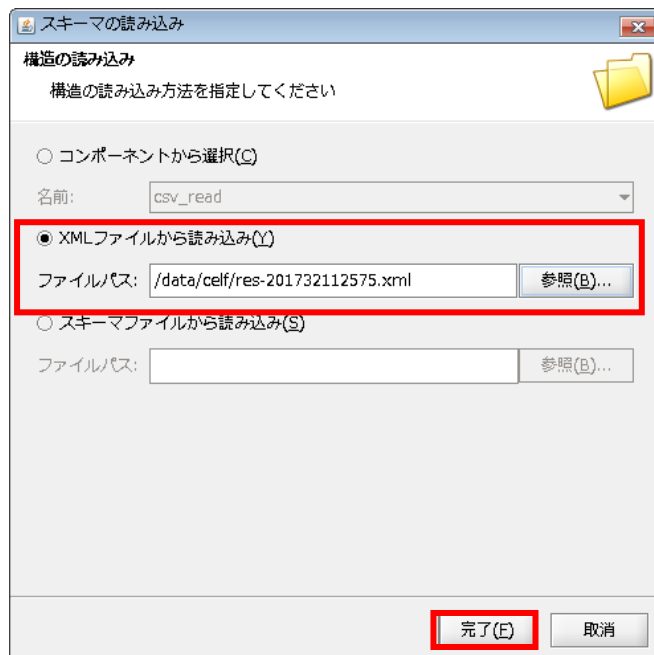 スキーマの読み込み
構造の読み込み
構造の読み込み方法を指定してください
コンポーネントから選択(C)
名前: csv_read
XMLファイルから読み込み(Y)
ファイルパス: /data/celf/res-201732112575.xml 参照(B)...
スキーマファイルから読み込み(S)
ファイルパス: 参照(B)...
完了(F) 取消